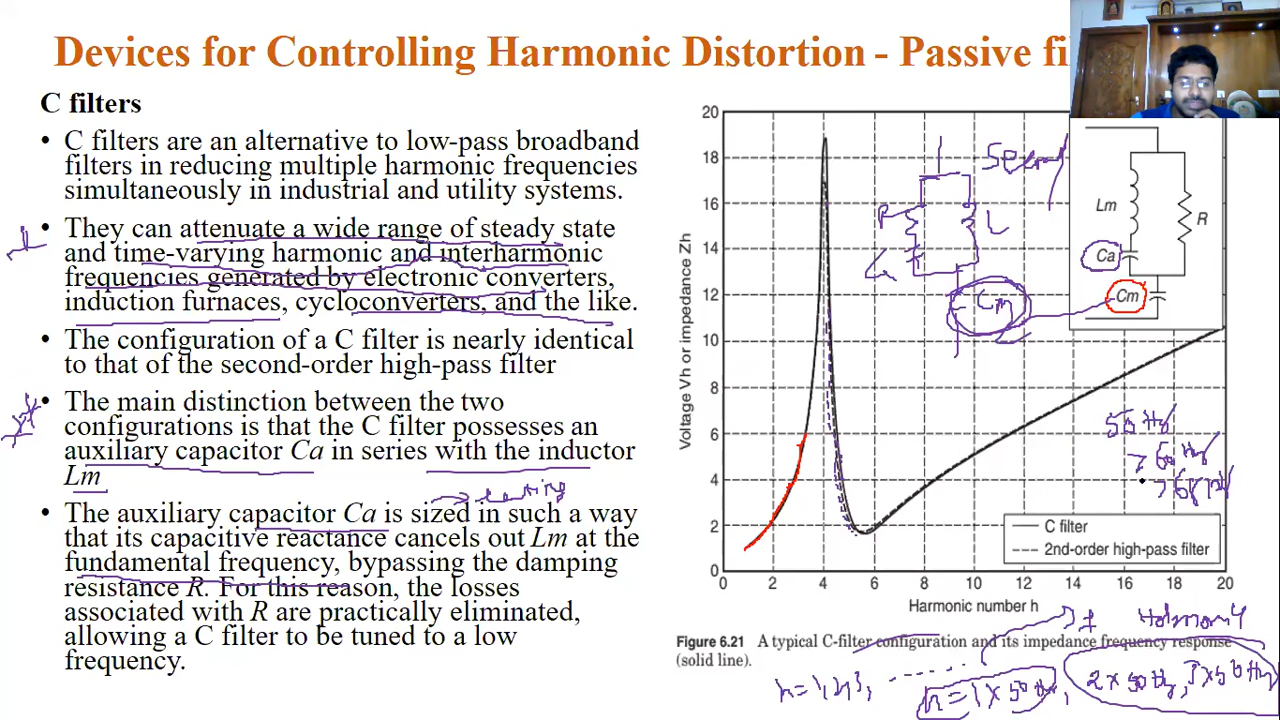 Devices for Controlling Harmonic Distortion - Passive fi
C filters
• C filters are an alternative to low-pass broadband
filters in reducing multiple harmonic frequencies
simultaneously in industrial and utility systems.
• They can attenuate a wide range of steady state
and time-varying harmonic and interharmonic
frequencies generated by electronic converters,
induction furnaces, cycloconverters, and the like.
• The configuration of a C filter is nearly identical
to that of the second-order high-pass filter
• The main distinction between the two
configurations is that the C filter possesses an
auxiliary capacitor Ca in series with the inductor
Lm
• The auxiliary capacitor Ca is sized in such a way
that its capacitive reactance cancels out Lm at the
fundamental frequency, bypassing the damping
resistance R. For this reason, the losses
associated with R are practically eliminated,
allowing a C filter to be tuned to a low
frequency.
Voltage Vh or impedance Zh
20
18
16
14
12
10
8
6
4
2
0
0 2 4 6 8 10 12 14 16 18 20
Harmonic number h
C filter
2nd-order high-pass filter
Lm
R
Ca
Cm
R
L
Cm
50 Hz
Figure 6.21 A typical C-filter configuration and its impedance frequency response
(solid line).
2 x 50 Hz, 3 x 50 Hz